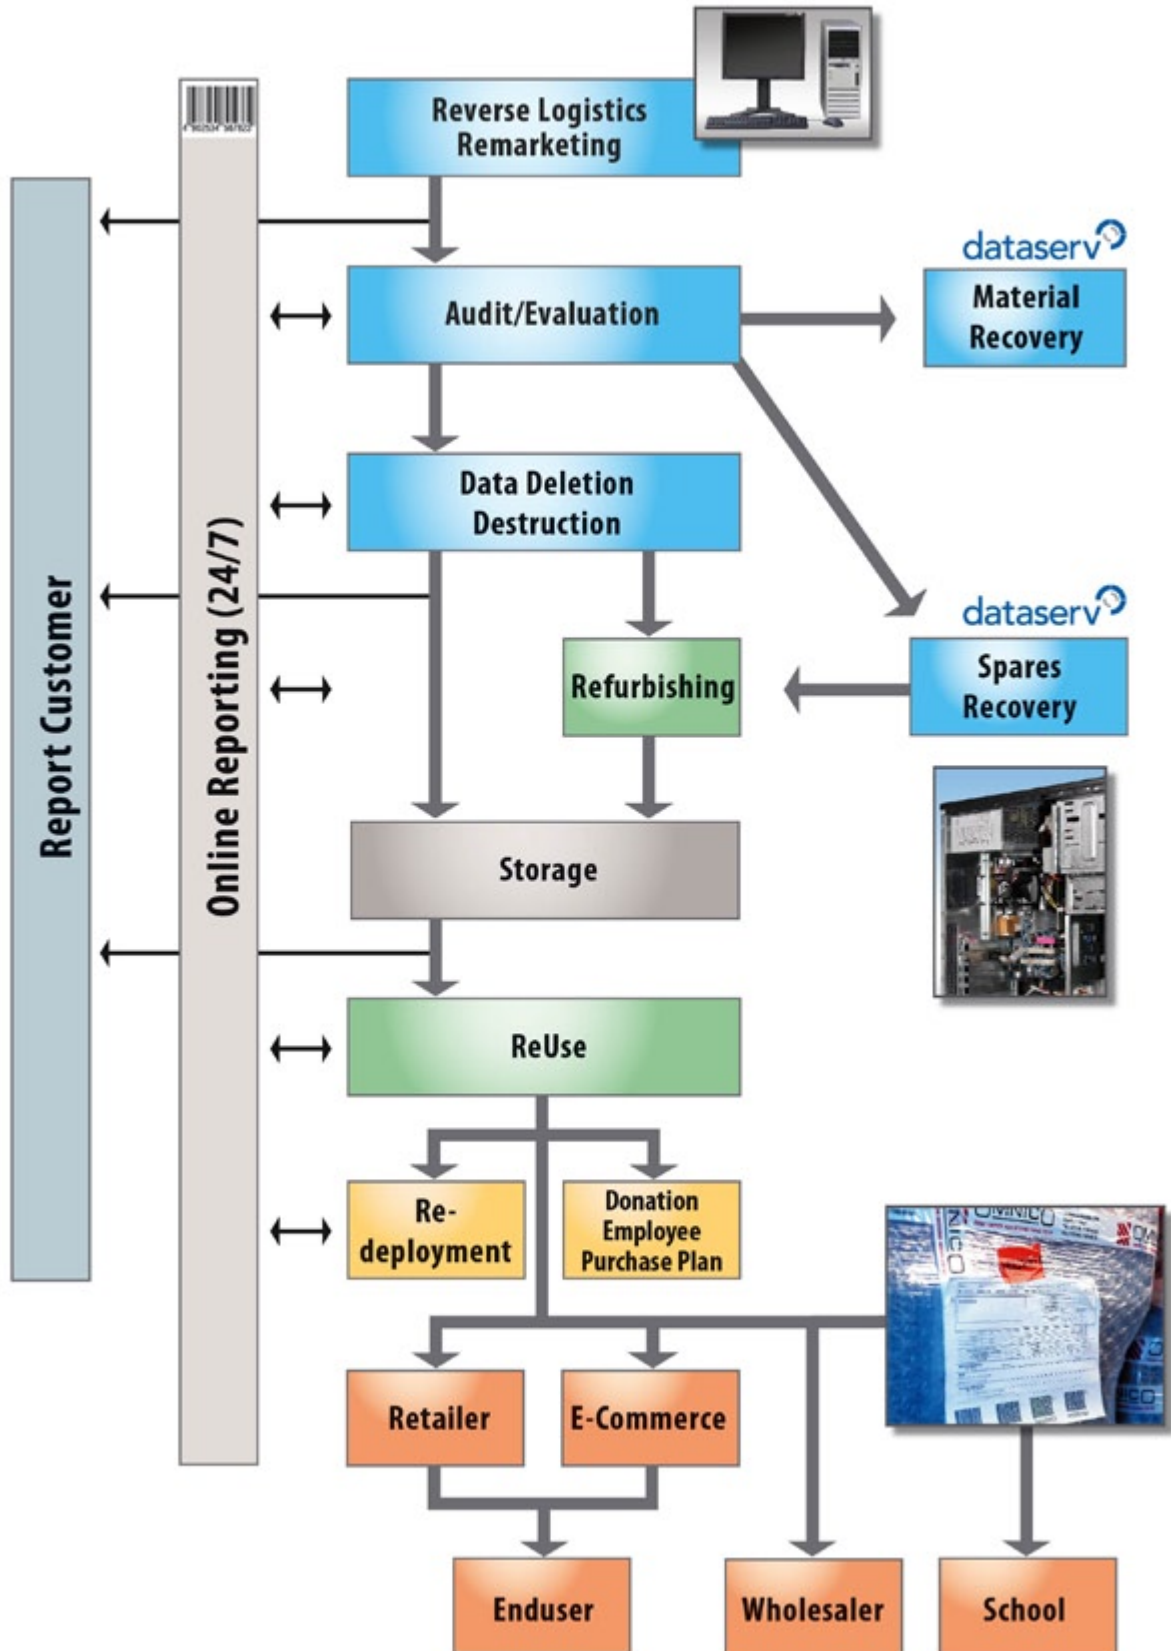 Reverse Logistics
Remarketing
dataserv
Audit/Evaluation
Material
Recovery
Data Deletion
Destruction
Report Customer
Online Reporting (24/7)
dataserv
Refurbishing
Spares
Recovery
Storage
ReUse
Re-
deployment
Donation
Employee
Purchase Plan
OMNICO
Retailer
E-Commerce
Enduser
Wholesaler
School